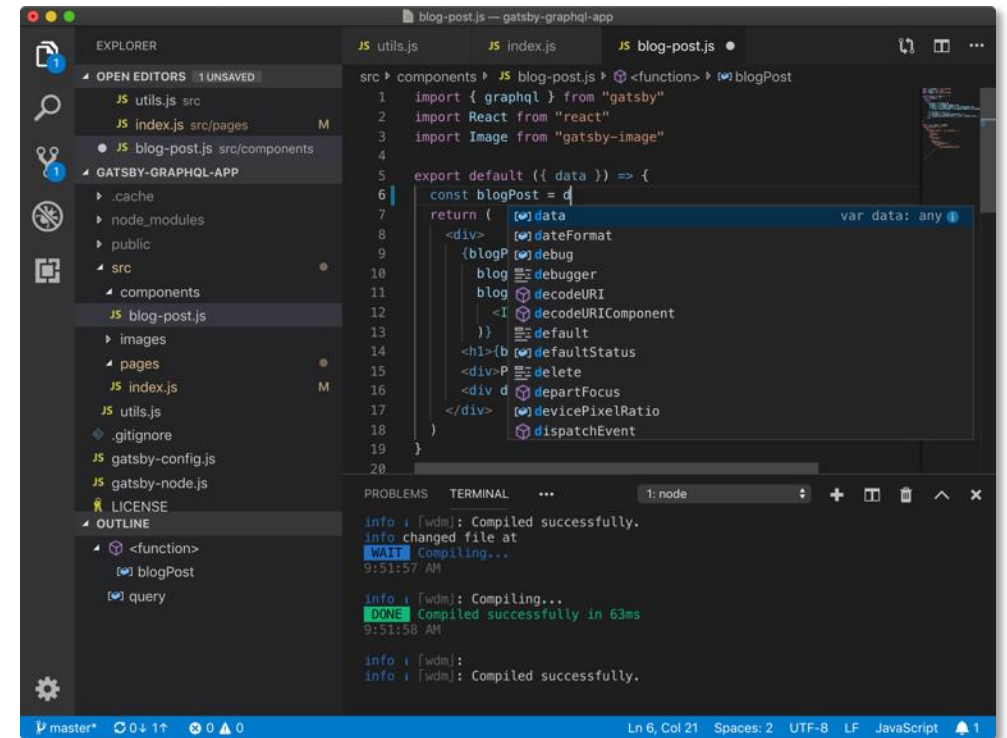 blog-post.js — gatsby-graphql-app
EXPLORER
OPEN EDITORS 1 UNSAVED
JS utils.js src
JS index.js src/pages M
JS blog-post.js src/components
GATSBY-GRAPHQL-APP
.cache
node_modules
public
src
components
JS blog-post.js
images
pages
JS index.js M
JS utils.js
.gitignore
JS gatsby-config.js
JS gatsby-node.js
LICENSE
OUTLINE
<function>
blogPost
query
1
1
JS utils.js JS index.js JS blog-post.js
src components JS blog-post.js <function> blogPost
1 import { graphql } from "gatsby"
2 import React from "react"
3 import Image from "gatsby-image"
4
5 export default ({ data }) => {
6 const blogPost = d
7 return (
8 <div>
9 {blogP
10 blog
11 blog
12 <I
13 )}
14 <h1>{b
15 <div>P
16 <div d
17 </div>
18 )
19 }
20
data var data: any
dateFormat
debug
debugger
decodeURI
decodeURIComponent
default
defaultStatus
delete
departFocus
devicePixelRatio
dispatchEvent
PROBLEMS TERMINAL ••• 1: node
info i [wdm]: Compiled successfully.
info changed file at
WAIT Compiling...
9:51:57 AM
info i [wdm]: Compiling...
DONE Compiled successfully in 63ms
9:51:58 AM
info i [wdm]:
info i [wdm]: Compiled successfully.
master* 0↓ 1↑ 0 0 Ln 6, Col 21 Spaces: 2 UTF-8 LF JavaScript 1